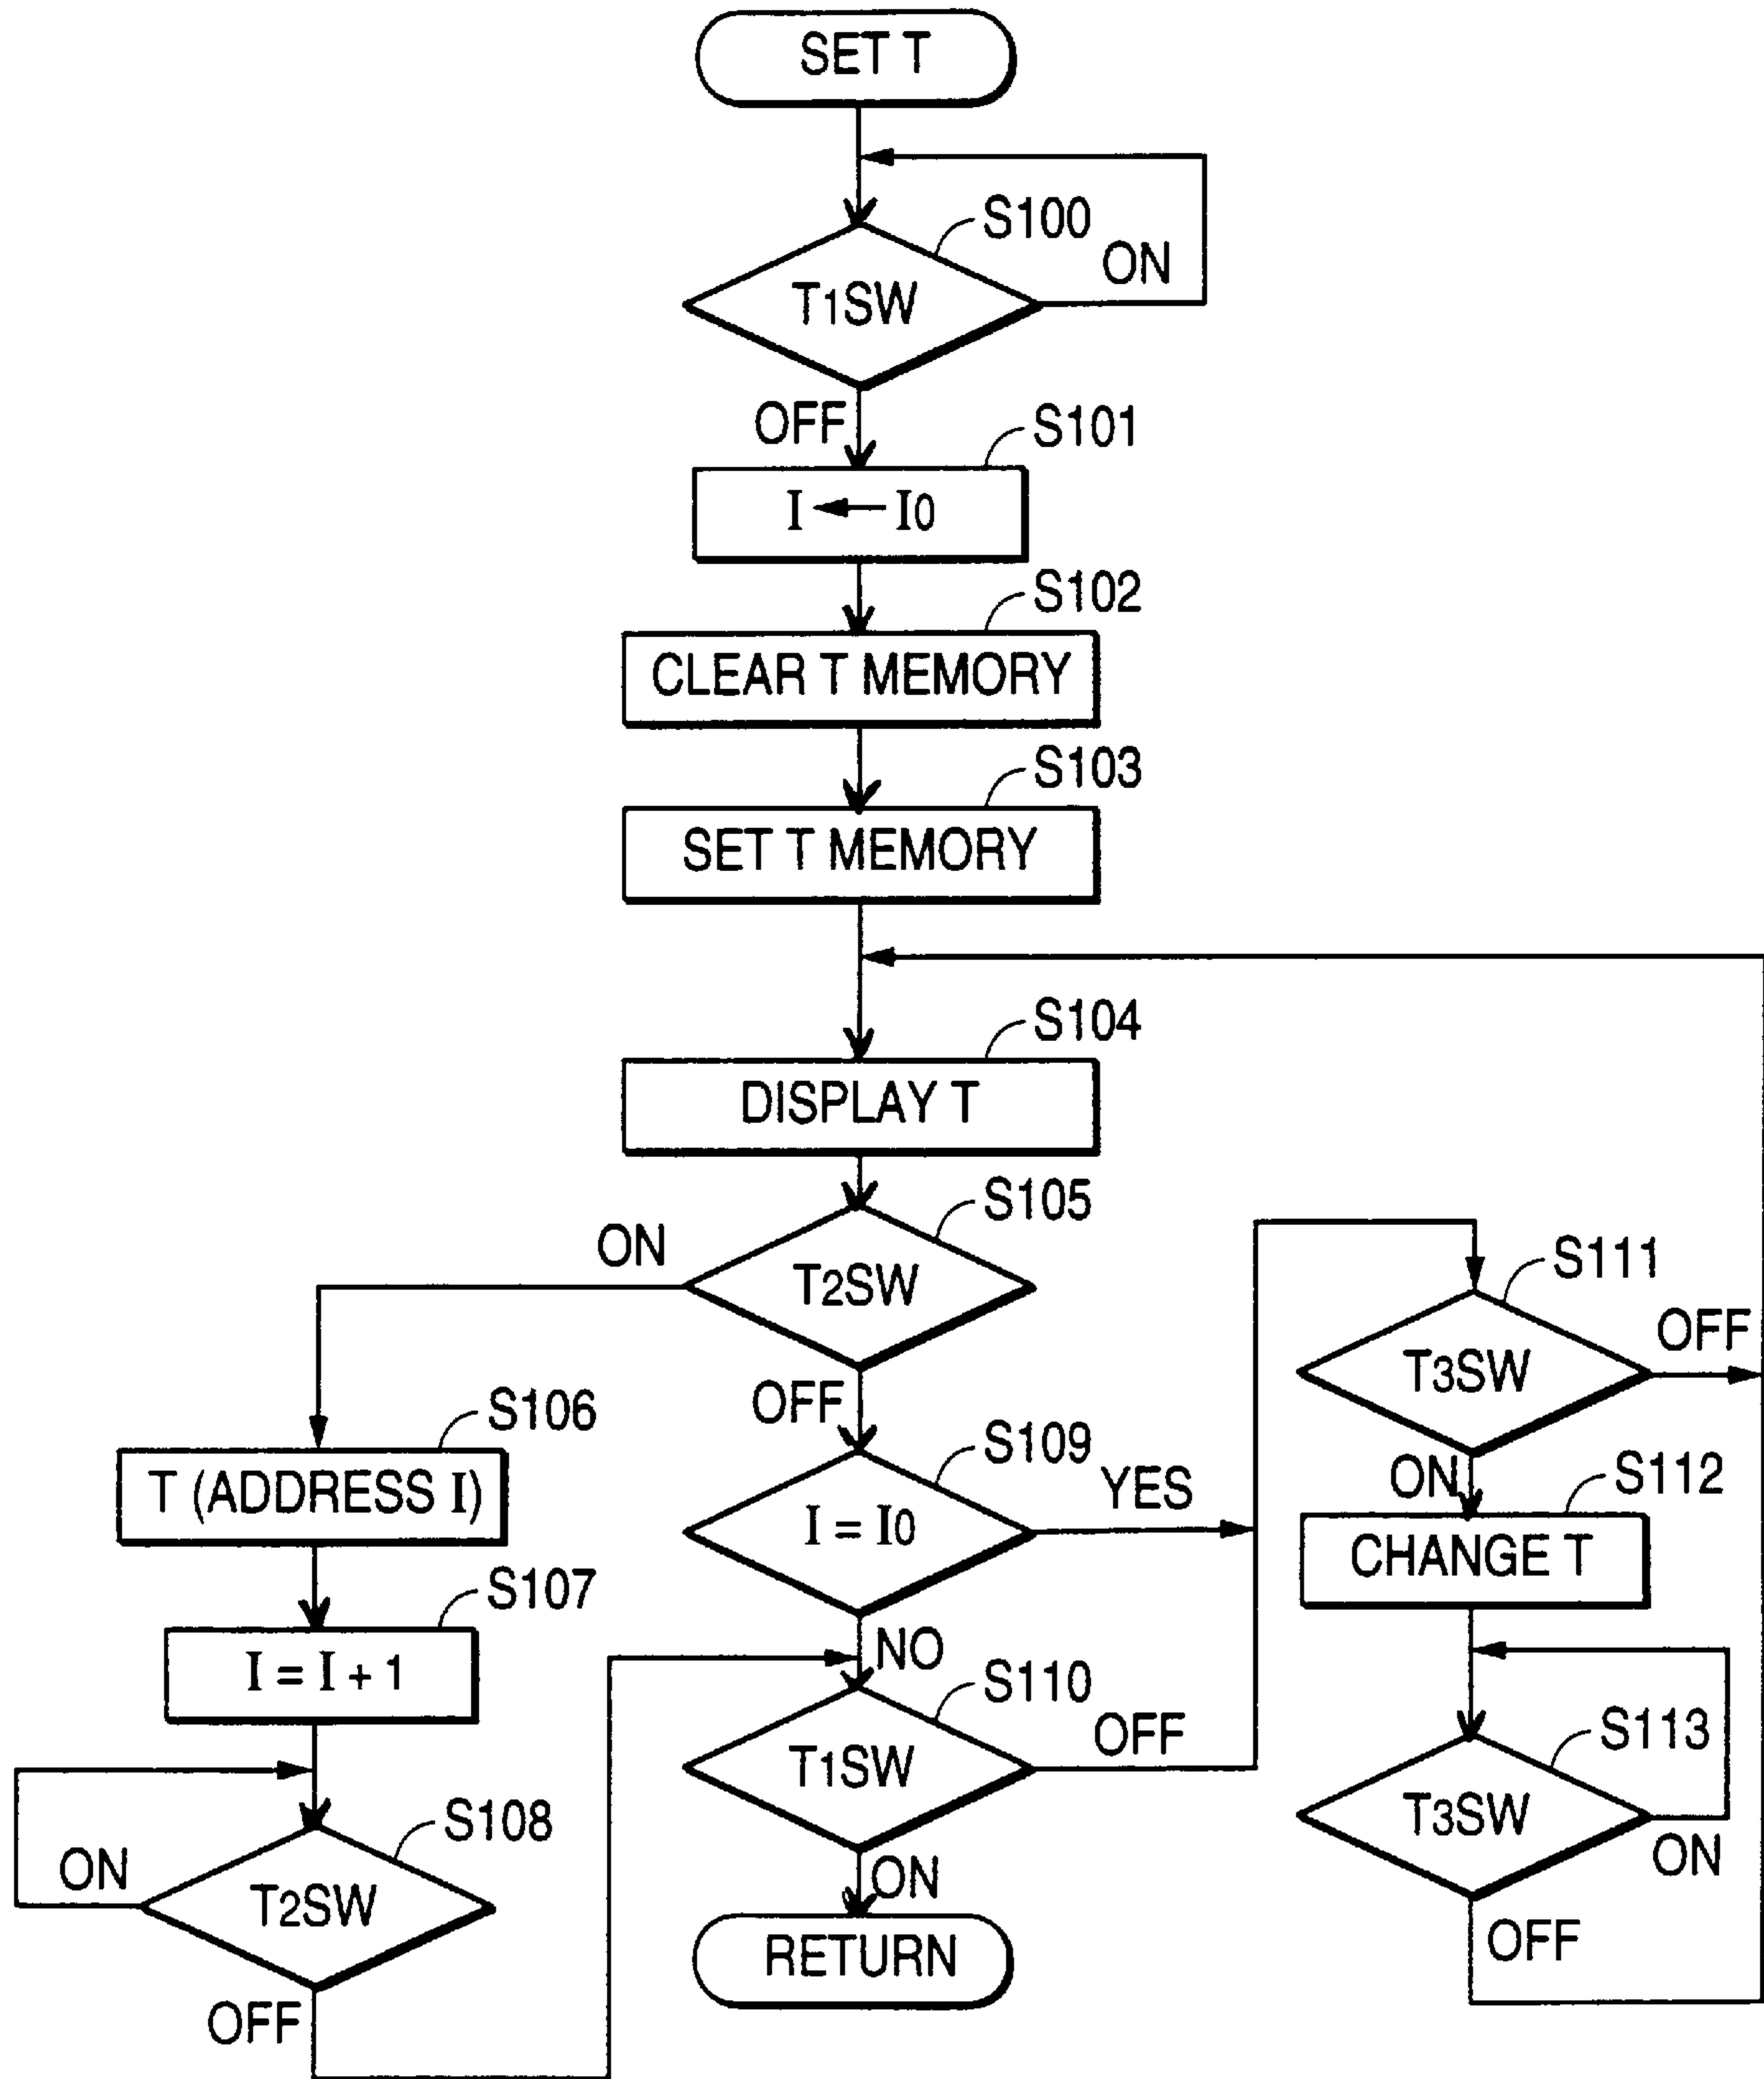 SET T
S100
ON
T1SW
OFF
S101
I ← I0
S102
CLEAR T MEMORY
S103
SET T MEMORY
S104
DISPLAY T
S105
ON
T2SW
OFF
S106
T (ADDRESS I)
S107
I = I + 1
S108
ON
T2SW
OFF
S109
YES
I = I0
NO
S110
T1SW
OFF
ON
RETURN
S111
OFF
T3SW
ON
S112
CHANGE T
S113
T3SW
ON
OFF